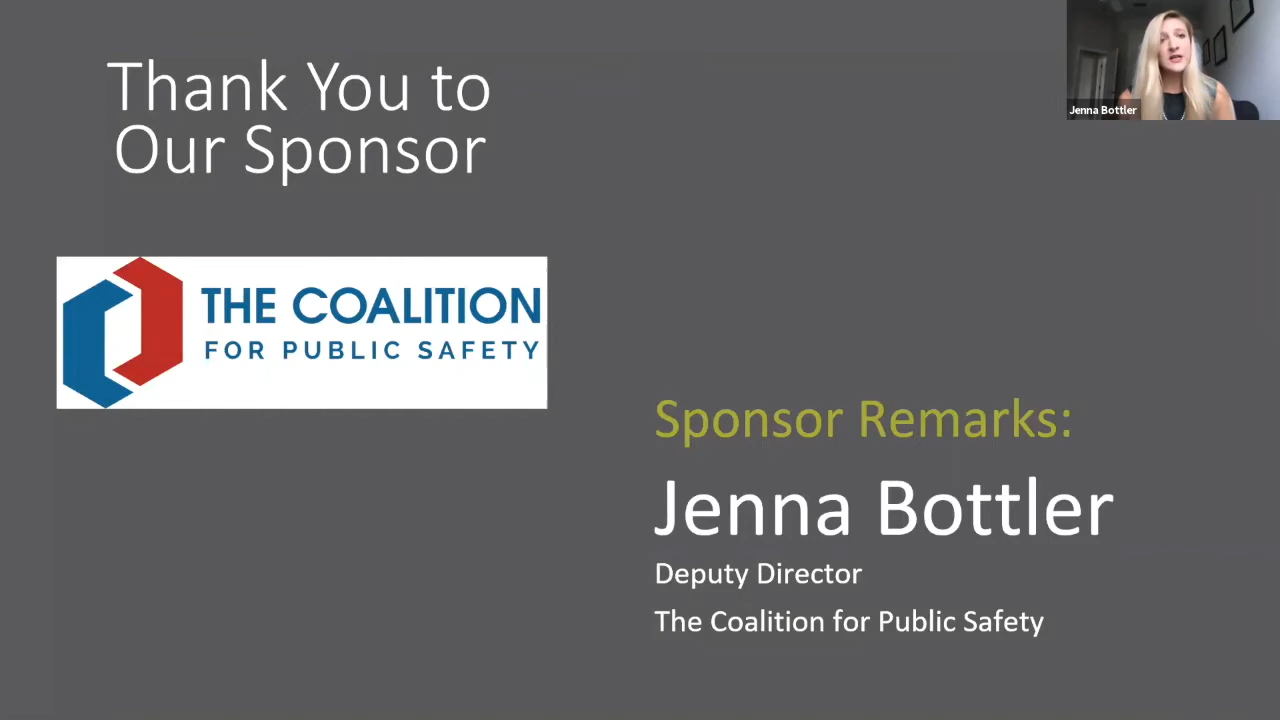 Thank You to
Our Sponsor
THE COALITION
FOR PUBLIC SAFETY
Sponsor Remarks:
Jenna Bottler
Deputy Director
The Coalition for Public Safety
Jenna Bottler